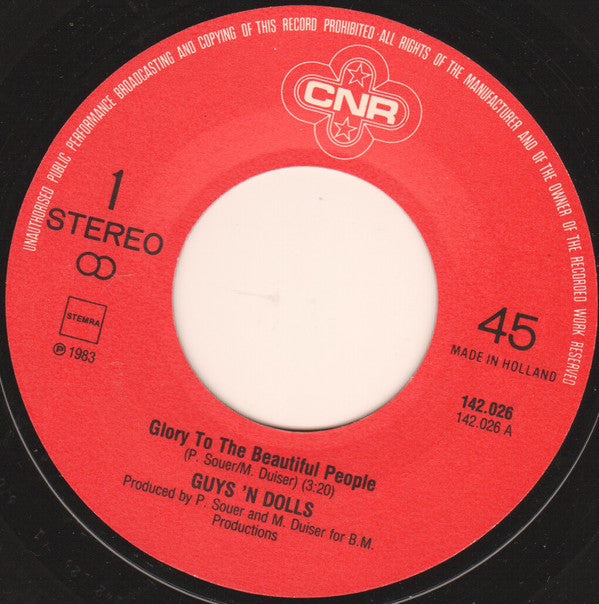 UNAUTHORISED PUBLIC PERFORMANCE BROADCASTING AND COPYING OF THIS RECORD PROHIBITED·ALL RIGHTS OF THE MANUFACTURER AND OF THE OWNER OF THE RECORDED WORK RESERVED
CNR
1
STEREO
STEMRA
℗ 1983
45
MADE IN HOLLAND
142.026
142.026 A
Glory To The Beautiful People
(P. Souer/M. Duiser) (3:20)
GUYS 'N DOLLS
Produced by P. Souer and M. Duiser for B.M.
Productions